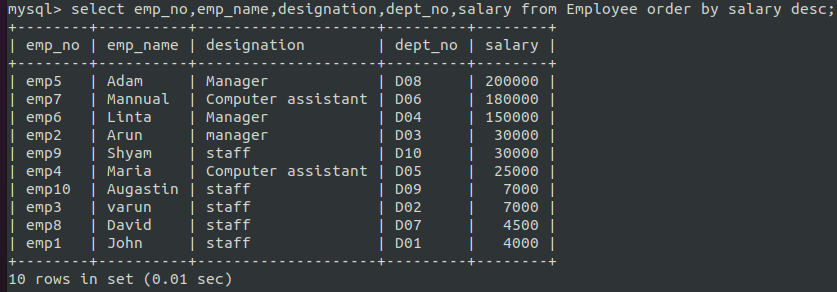 mysql> select emp_no,emp_name,designation,dept_no,salary from Employee order by salary desc;
+--------+----------+--------------------+---------+--------+
| emp_no | emp_name | designation        | dept_no | salary |
+--------+----------+--------------------+---------+--------+
| emp5   | Adam     | Manager            | D08     | 200000 |
| emp7   | Mannual  | Computer assistant | D06     | 180000 |
| emp6   | Linta    | Manager            | D04     | 150000 |
| emp2   | Arun     | manager            | D03     |  30000 |
| emp9   | Shyam    | staff              | D10     |  30000 |
| emp4   | Maria    | Computer assistant | D05     |  25000 |
| emp10  | Augastin | staff              | D09     |   7000 |
| emp3   | varun    | staff              | D02     |   7000 |
| emp8   | David    | staff              | D07     |   4500 |
| emp1   | John     | staff              | D01     |   4000 |
+--------+----------+--------------------+---------+--------+
10 rows in set (0.01 sec)